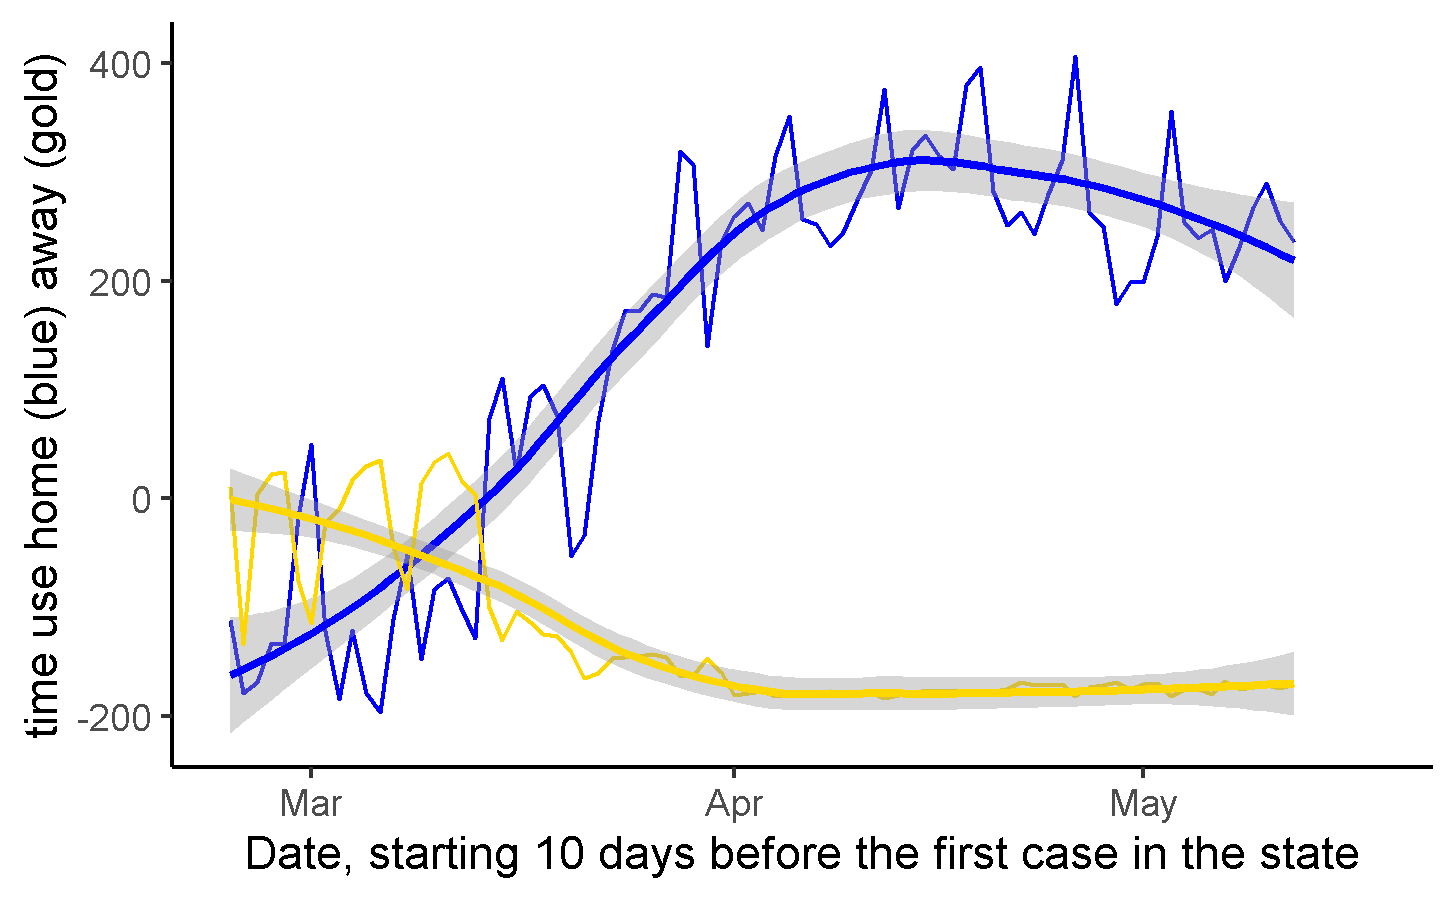 time use home (blue) away (gold)
400
200
0
-200
Mar
Apr
May
Date, starting 10 days before the first case in the state